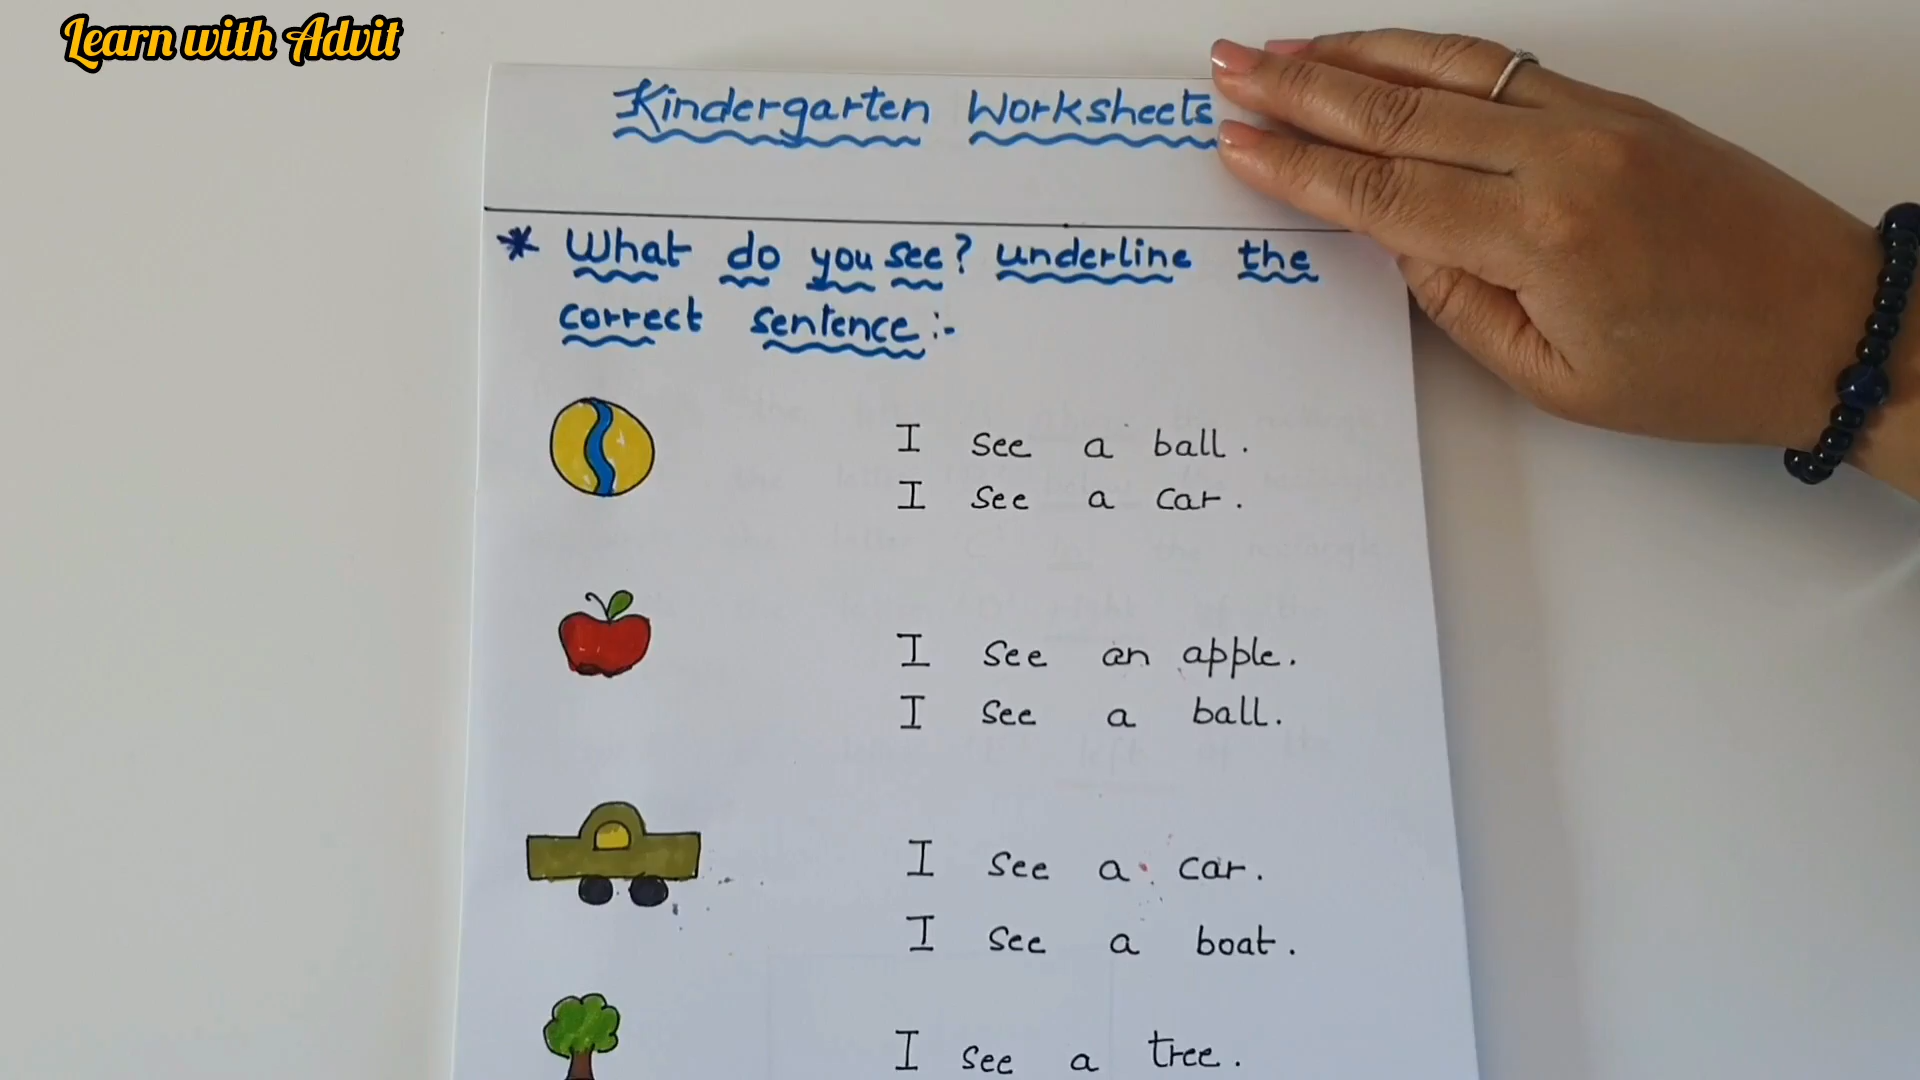 Learn with Advit
Kindergarten Worksheets
* What do you see? underline the
correct sentence :-
I see a ball.
I see a car.
I see an apple.
I see a ball.
I see a car.
I see a boat.
I see a tree.